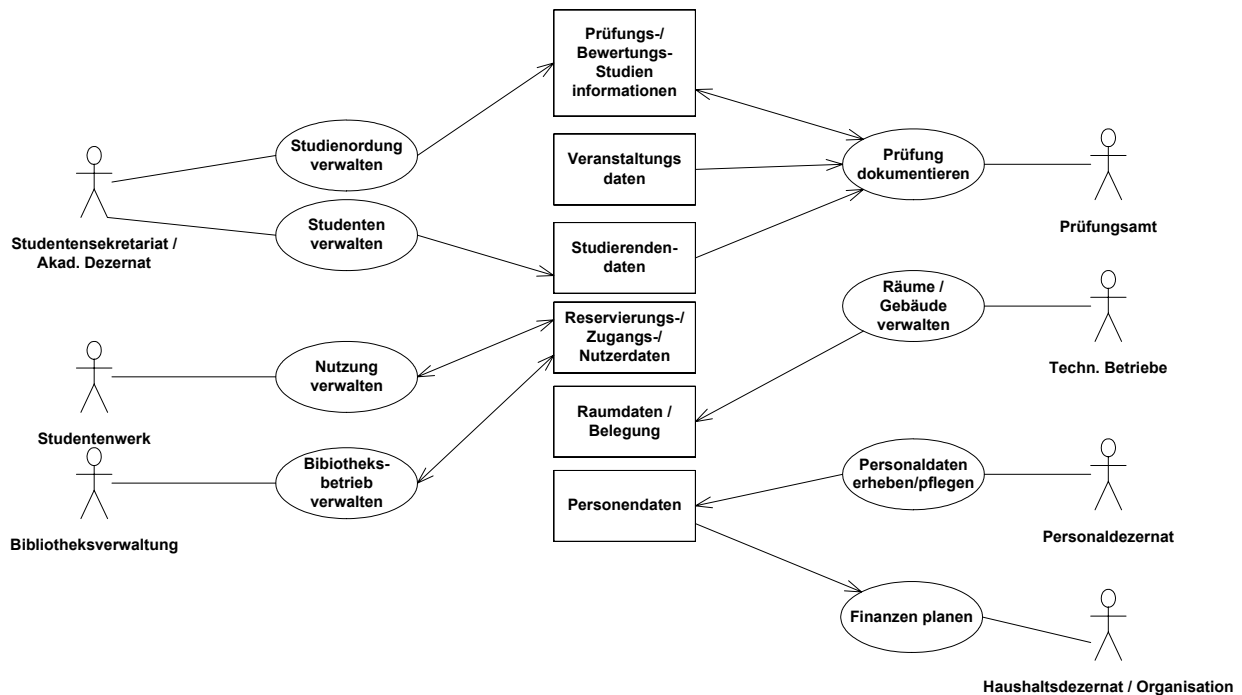 Prüfungs-/
Bewertungs-
Studien
informationen
Studienordung
verwalten
Veranstaltungs
daten
Prüfung
dokumentieren
Studentensekretariat /
Akad. Dezernat
Studenten
verwalten
Studierenden-
daten
Prüfungsamt
Räume /
Gebäude
verwalten
Reservierungs-/
Zugangs-/
Nutzerdaten
Nutzung
verwalten
Techn. Betriebe
Studentenwerk
Raumdaten /
Belegung
Bibiotheks-
betrieb
verwalten
Personaldaten
erheben/pflegen
Personendaten
Bibliotheksverwaltung
Personaldezernat
Finanzen planen
Haushaltsdezernat / Organisation